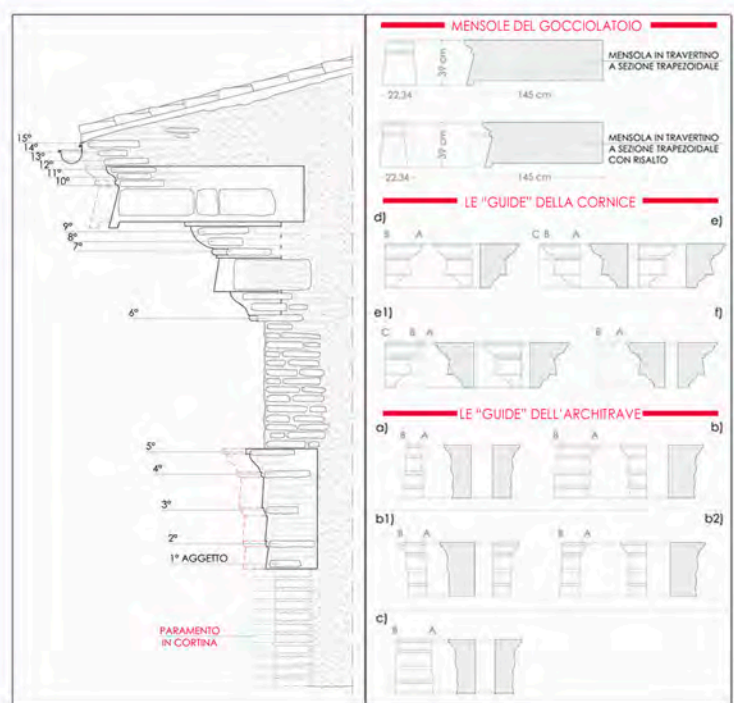 15°
14°
13°
12°
11°
10°
9°
8°
7°
6°
5°
4°
3°
2°
1° AGGETTO
PARAMENTO
IN CORTINA
MENSOLE DEL GOCCIOLATOIO
39 cm
MENSOLA IN TRAVERTINO
A SEZIONE TRAPEZOIDALE
22.34
145 cm
39 cm
MENSOLA IN TRAVERTINO
A SEZIONE TRAPEZOIDALE
CON RISALTO
22.34
145 cm
LE "GUIDE" DELLA CORNICE
d)
e)
B A
C B A
e1)
f)
C B A
B A
LE "GUIDE" DELL'ARCHITRAVE
a)
b)
B A
B A
b1)
b2)
B A
B A
c)
B A